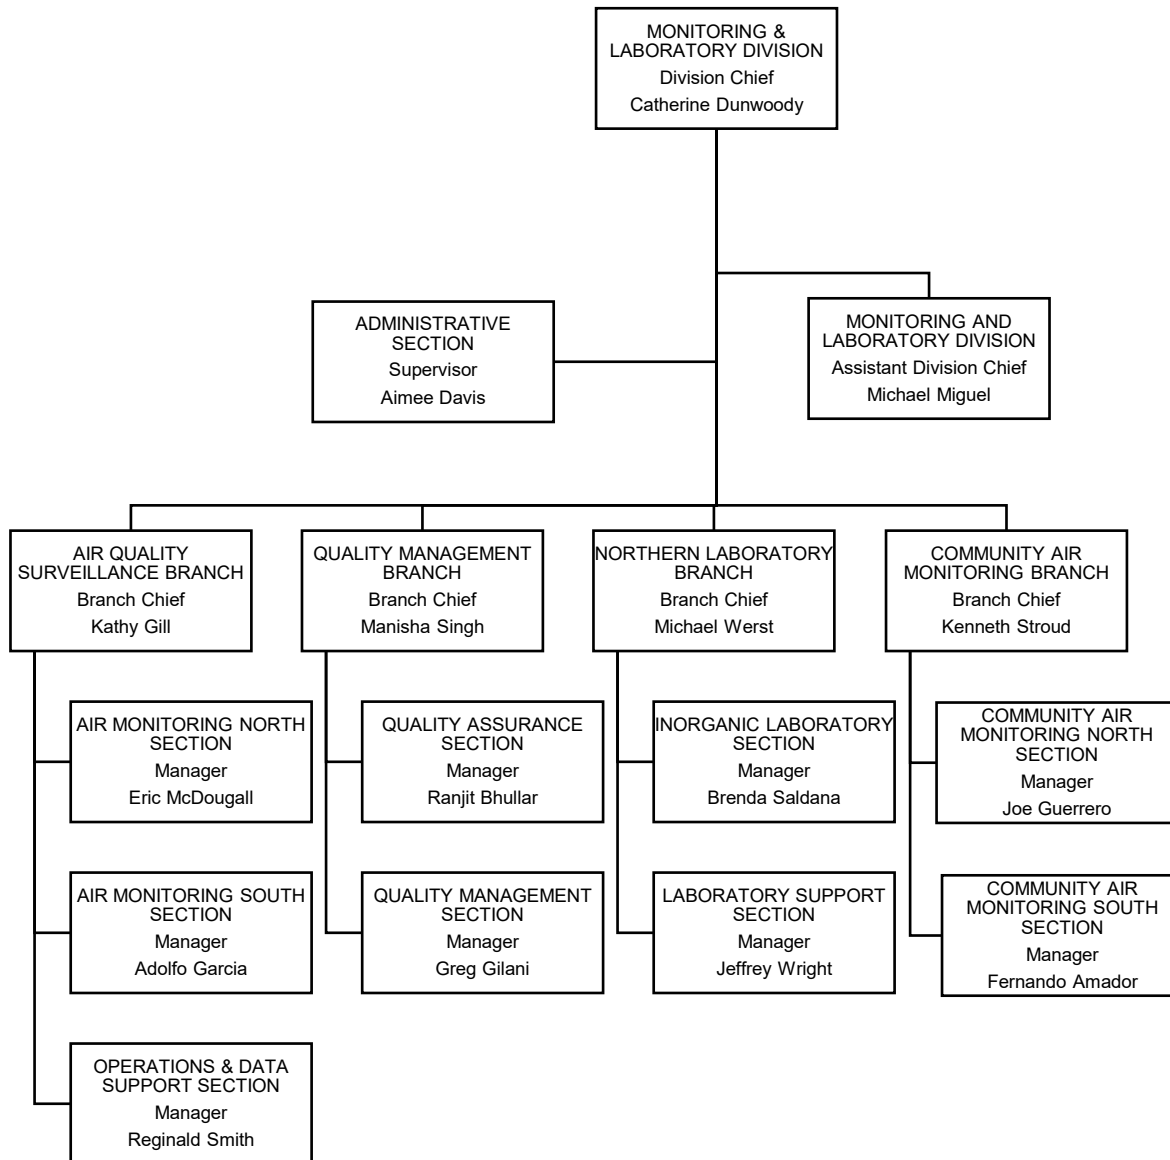 MONITORING &
LABORATORY DIVISION
Division Chief
Catherine Dunwoody
ADMINISTRATIVE
SECTION
Supervisor
Aimee Davis
MONITORING AND
LABORATORY DIVISION
Assistant Division Chief
Michael Miguel
AIR QUALITY
SURVEILLANCE BRANCH
Branch Chief
Kathy Gill
QUALITY MANAGEMENT
BRANCH
Branch Chief
Manisha Singh
NORTHERN LABORATORY
BRANCH
Branch Chief
Michael Werst
COMMUNITY AIR
MONITORING BRANCH
Branch Chief
Kenneth Stroud
AIR MONITORING NORTH
SECTION
Manager
Eric McDougall
QUALITY ASSURANCE
SECTION
Manager
Ranjit Bhullar
INORGANIC LABORATORY
SECTION
Manager
Brenda Saldana
COMMUNITY AIR
MONITORING NORTH
SECTION
Manager
Joe Guerrero
AIR MONITORING SOUTH
SECTION
Manager
Adolfo Garcia
QUALITY MANAGEMENT
SECTION
Manager
Greg Gilani
LABORATORY SUPPORT
SECTION
Manager
Jeffrey Wright
COMMUNITY AIR
MONITORING SOUTH
SECTION
Manager
Fernando Amador
OPERATIONS & DATA
SUPPORT SECTION
Manager
Reginald Smith